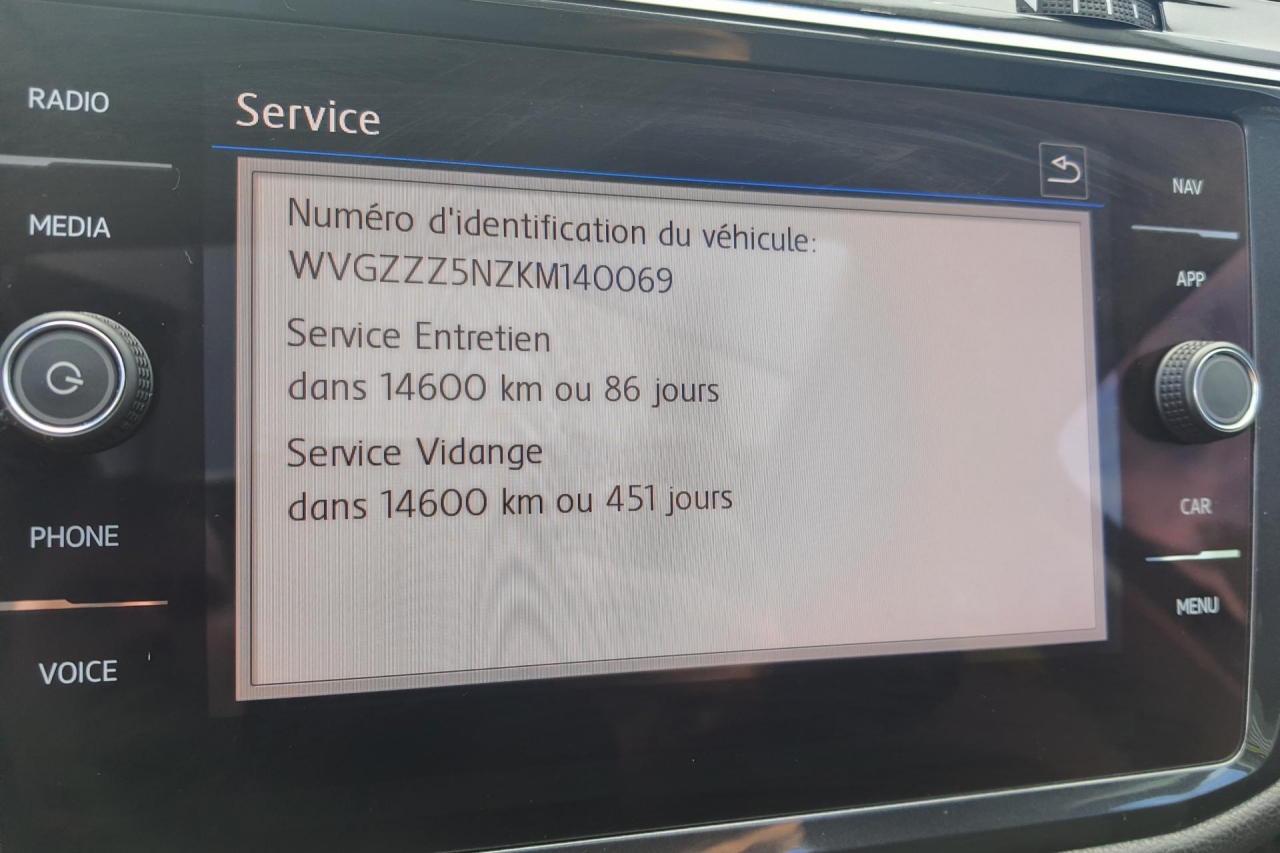 RADIO
MEDIA
PHONE
VOICE
Service
Numéro d'identification du véhicule:
WVGZZZ5NZKM140069
Service Entretien
dans 14600 km ou 86 jours
Service Vidange
dans 14600 km ou 451 jours
NAV
APP
CAR
MENU